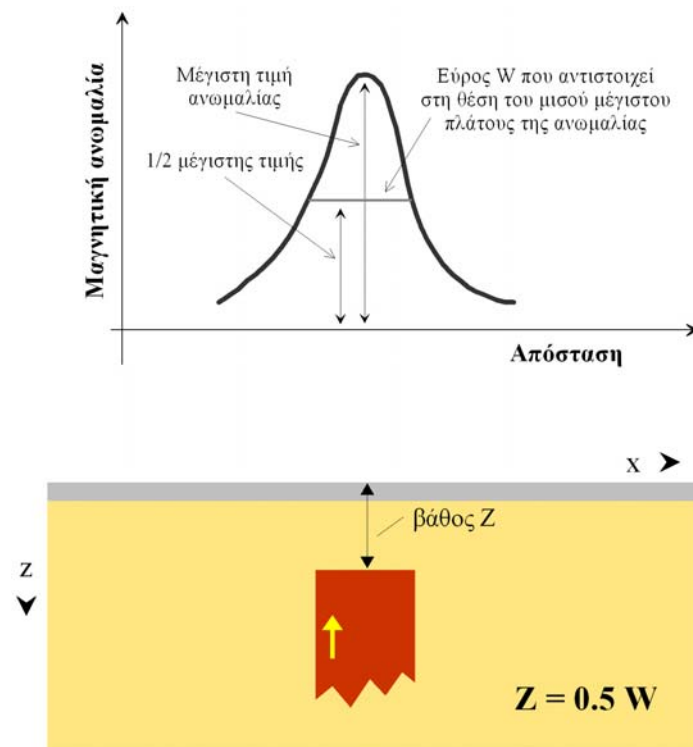 Μαγνητική ανωμαλία
Μέγιστη τιμή
ανωμαλίας
1/2 μέγιστης τιμής
Εύρος W που αντιστοιχεί
στη θέση του μισού μέγιστου
πλάτους της ανωμαλίας
Απόσταση
x
βάθος Z
z
Z = 0.5 W